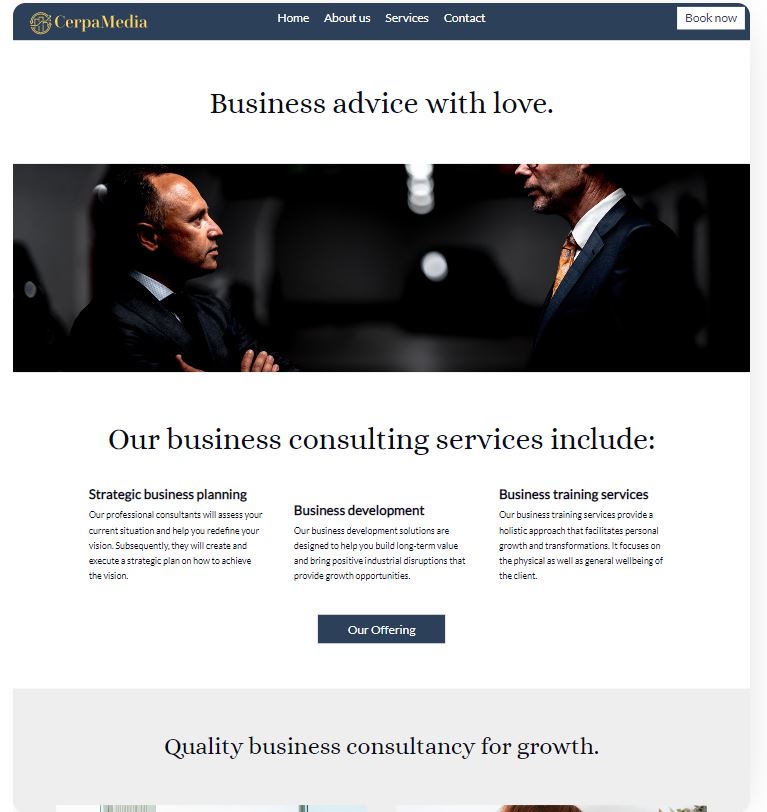 CerpaMedia
Home About us Services Contact
Book now
Business advice with love.
Our business consulting services include:
Strategic business planning
Our professional consultants will assess your
current situation and help you redefine your
vision. Subsequently, they will create and
execute a strategic plan on how to achieve
the vision.
Business development
Our business development solutions are
designed to help you build long-term value
and bring positive industrial disruptions that
provide growth opportunities.
Business training services
Our business training services provide a
holistic approach that facilitates personal
growth and transformations. It focuses on
the physical as well as general wellbeing of
the client.
Our Offering
Quality business consultancy for growth.